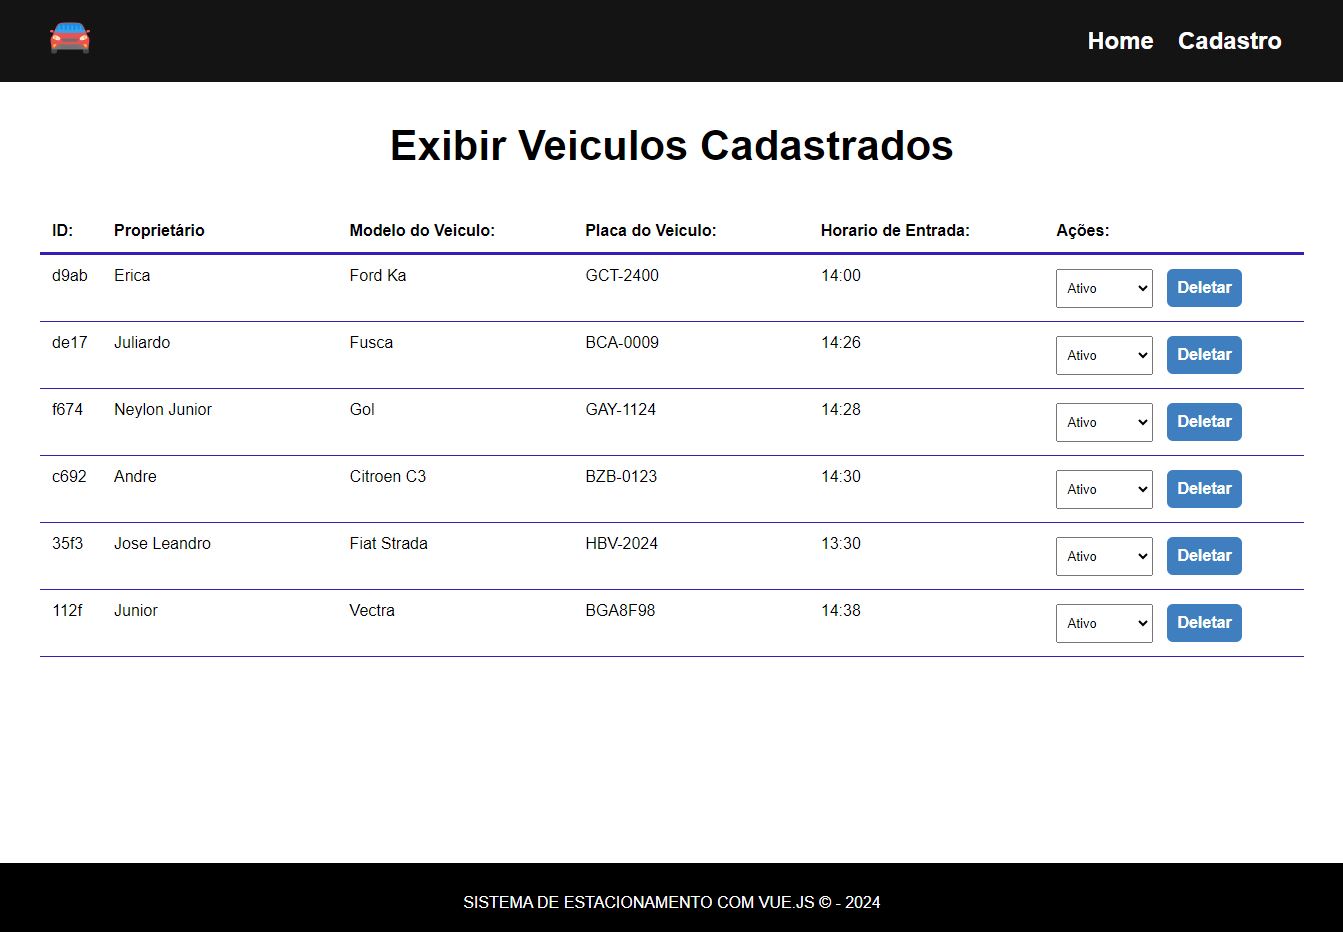 Home Cadastro
Exibir Veiculos Cadastrados
ID: Proprietário Modelo do Veiculo: Placa do Veiculo: Horario de Entrada: Ações:
d9ab Erica Ford Ka GCT-2400 14:00 Ativo Deletar
de17 Juliardo Fusca BCA-0009 14:26 Ativo Deletar
f674 Neylon Junior Gol GAY-1124 14:28 Ativo Deletar
c692 Andre Citroen C3 BZB-0123 14:30 Ativo Deletar
35f3 Jose Leandro Fiat Strada HBV-2024 13:30 Ativo Deletar
112f Junior Vectra BGA8F98 14:38 Ativo Deletar
SISTEMA DE ESTACIONAMENTO COM VUE.JS © - 2024